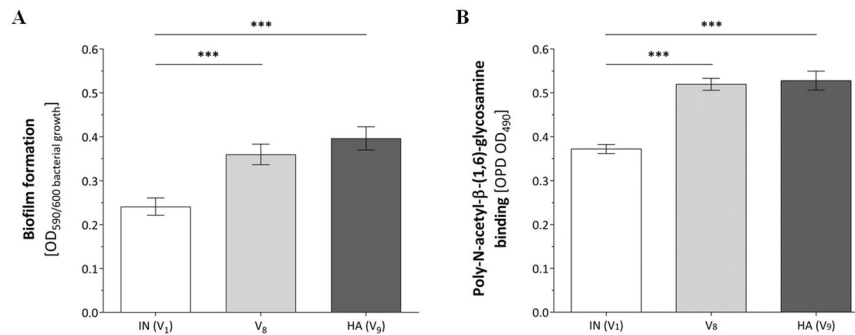 A
***
***
Biofilm formation
[OD590/600 bacterial growth]
0.6
0.5
0.4
0.3
0.2
0.1
0.0
IN (V1)
V8
HA (V9)
B
***
***
Poly-N-acetyl-β-(1,6)-glycosamine
binding [OPD OD490]
0.6
0.5
0.4
0.3
0.2
0.1
0.0
IN (V1)
V8
HA (V9)